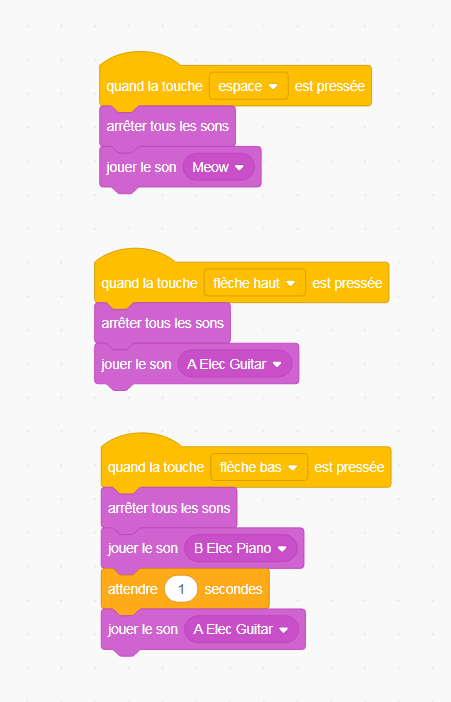 quand la touche espace est pressée
arrêter tous les sons
jouer le son Meow
quand la touche flèche haut est pressée
arrêter tous les sons
jouer le son A Elec Guitar
quand la touche flèche bas est pressée
arrêter tous les sons
jouer le son B Elec Piano
attendre 1 secondes
jouer le son A Elec Guitar